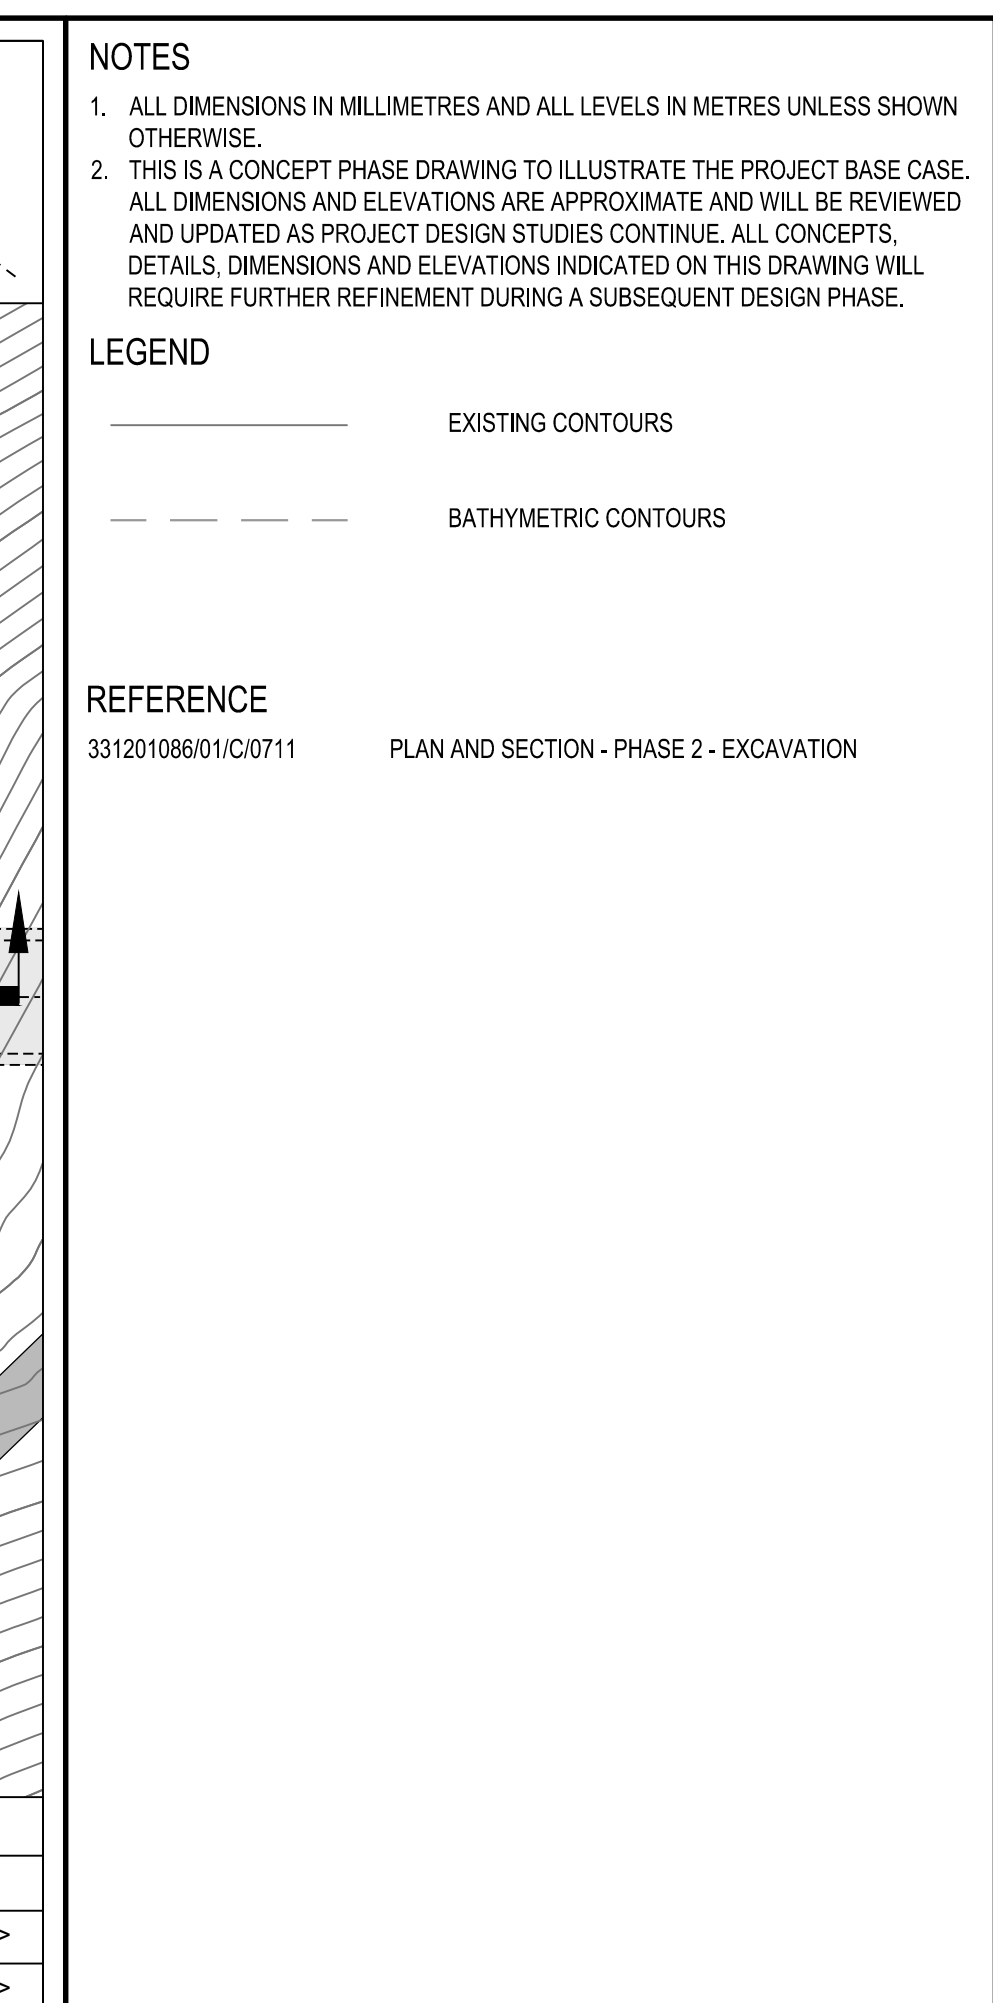 NOTES
1. ALL DIMENSIONS IN MILLIMETRES AND ALL LEVELS IN METRES UNLESS SHOWN
OTHERWISE.
2. THIS IS A CONCEPT PHASE DRAWING TO ILLUSTRATE THE PROJECT BASE CASE.
ALL DIMENSIONS AND ELEVATIONS ARE APPROXIMATE AND WILL BE REVIEWED
AND UPDATED AS PROJECT DESIGN STUDIES CONTINUE. ALL CONCEPTS,
DETAILS, DIMENSIONS AND ELEVATIONS INDICATED ON THIS DRAWING WILL
REQUIRE FURTHER REFINEMENT DURING A SUBSEQUENT DESIGN PHASE.
LEGEND
EXISTING CONTOURS
BATHYMETRIC CONTOURS
REFERENCE
331201086/01/C/0711 PLAN AND SECTION - PHASE 2 - EXCAVATION
>
>